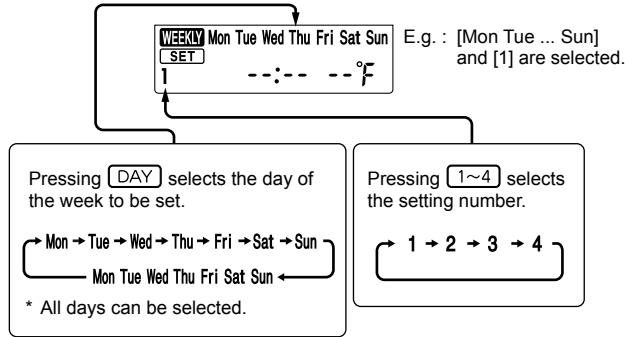 WEEKLY Mon Tue Wed Thu Fri Sat Sun
SET
1 --:-- --°F
E.g. : [Mon Tue ... Sun]
and [1] are selected.
Pressing DAY selects the day of
the week to be set.
Mon → Tue → Wed → Thu → Fri → Sat → Sun
Mon Tue Wed Thu Fri Sat Sun
* All days can be selected.
Pressing 1~4 selects
the setting number.
1 → 2 → 3 → 4